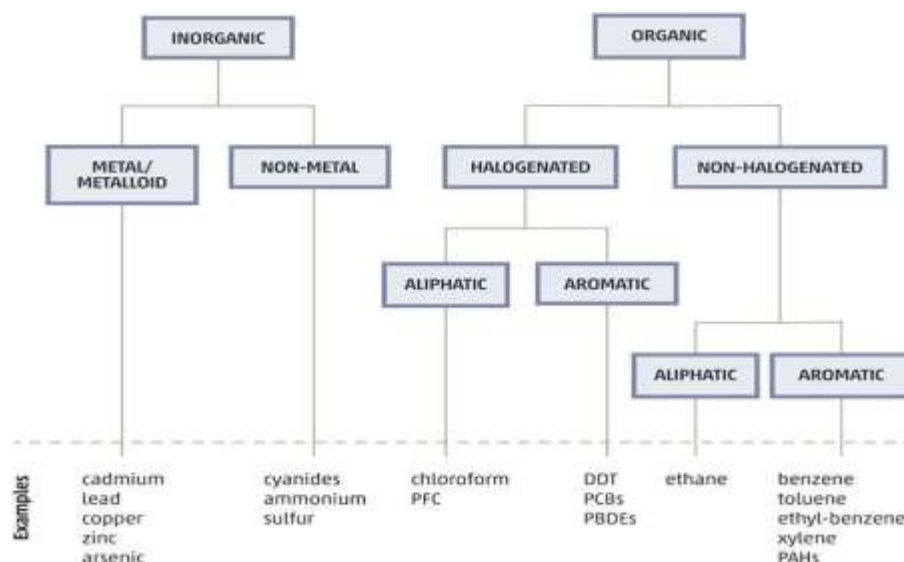 INORGANIC
ORGANIC
METAL/
METALLOID
NON-METAL
HALOGENATED
NON-HALOGENATED
ALIPHATIC
AROMATIC
ALIPHATIC
AROMATIC
Examples
cadmium
lead
copper
zinc
arsenic
cyanides
ammonium
sulfur
chloroform
PFC
DDT
PCBs
PBDEs
ethane
benzene
toluene
ethyl-benzene
xylene
PAHs